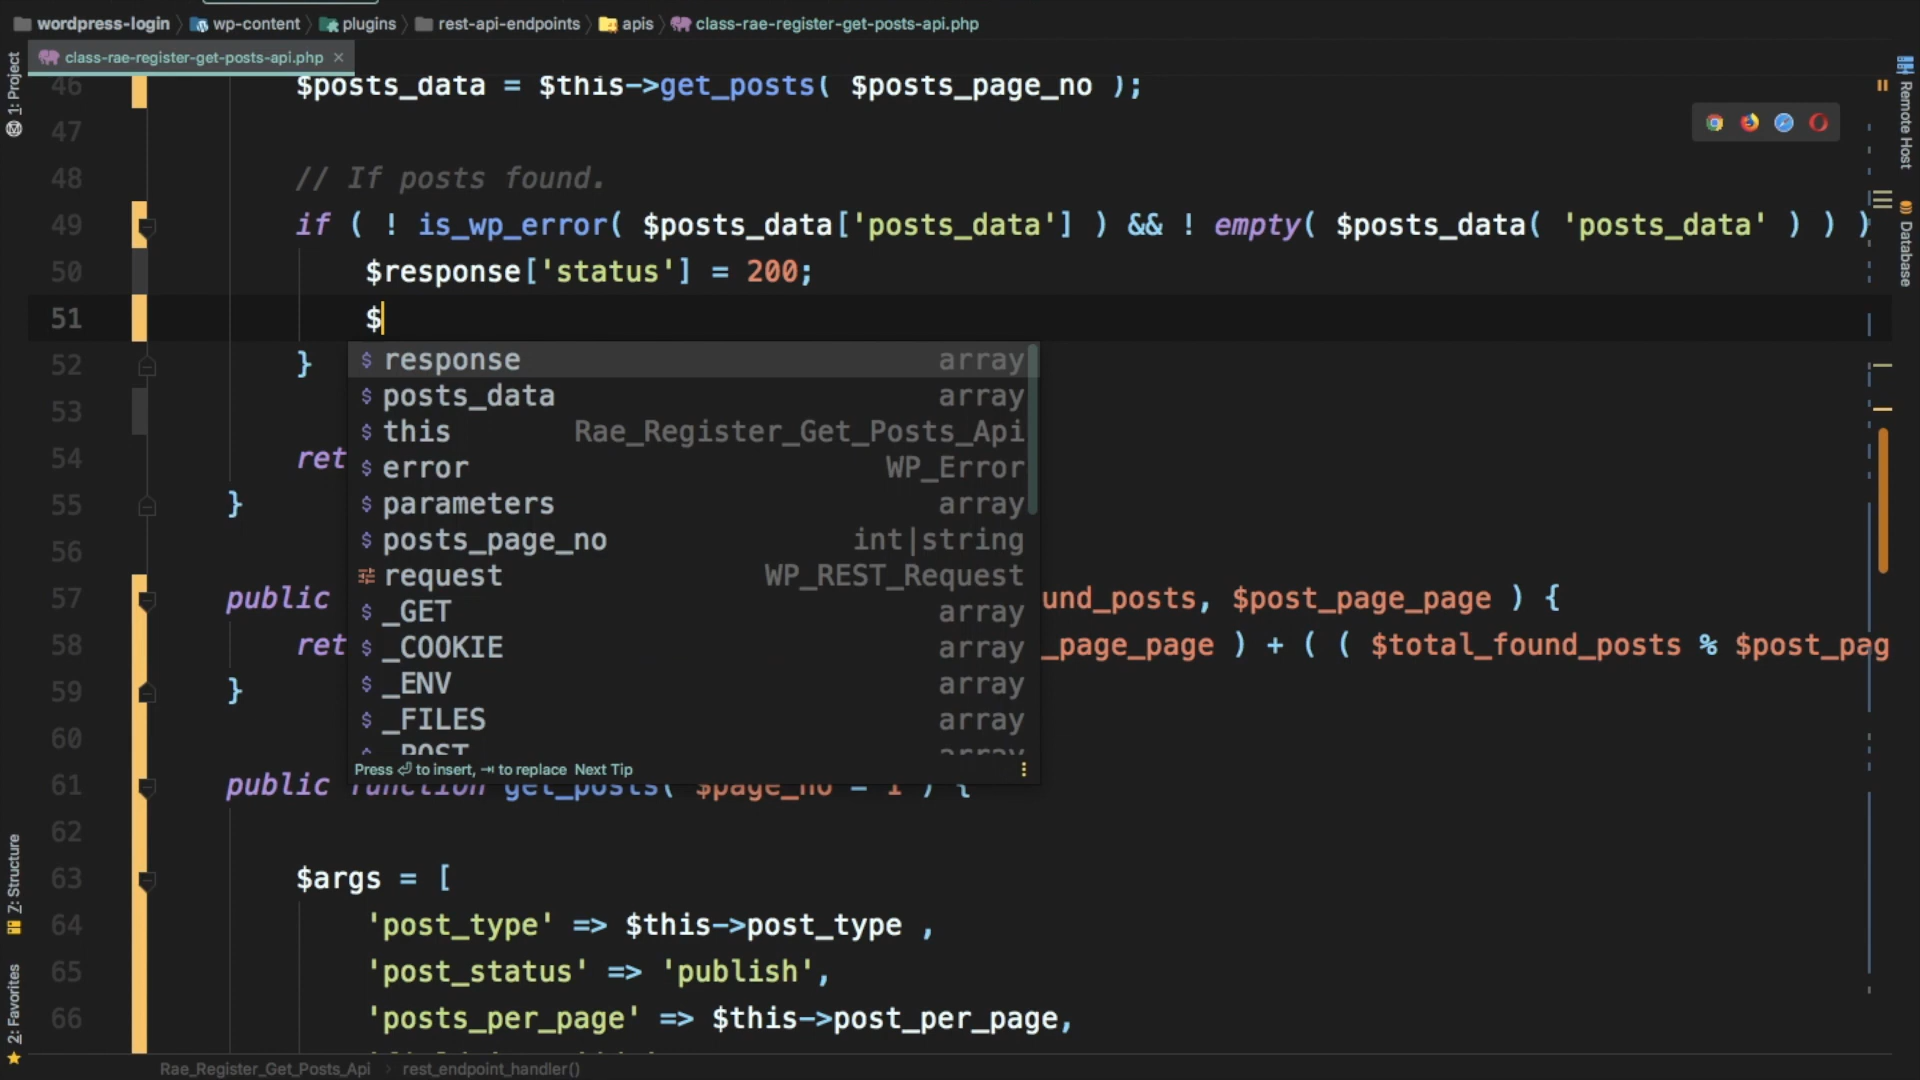 wordpress-login wp-content plugins rest-api-endpoints apis class-rae-register-get-posts-api.php
class-rae-register-get-posts-api.php
1: Project
Remote Host
Database
Z: Structure
2: Favorites
46 $posts_data = $this->get_posts( $posts_page_no );
47
48 // If posts found.
49 if ( ! is_wp_error( $posts_data['posts_data'] ) && ! empty( $posts_data( 'posts_data' ) ) )
50 $response['status'] = 200;
51 $
52 }
53
54 ret
55 }
56
57 public und_posts, $post_page_page ) {
58 ret _page_page ) + ( ( $total_found_posts % $post_pag
59 }
60
$ response array
$ posts_data array
$ this Rae_Register_Get_Posts_Api
$ error WP_Error
$ parameters array
$ posts_page_no int|string
request WP_REST_Request
$ _GET array
$ _COOKIE array
$ _ENV array
$ _FILES array
_POST array
Press ⏎ to insert, ⇥ to replace Next Tip
61 public function get_posts( $page_no = 1 ) {
62
63 $args = [
64 'post_type' => $this->post_type ,
65 'post_status' => 'publish',
66 'posts_per_page' => $this->post_per_page,
Rae_Register_Get_Posts_Api rest_endpoint_handler()